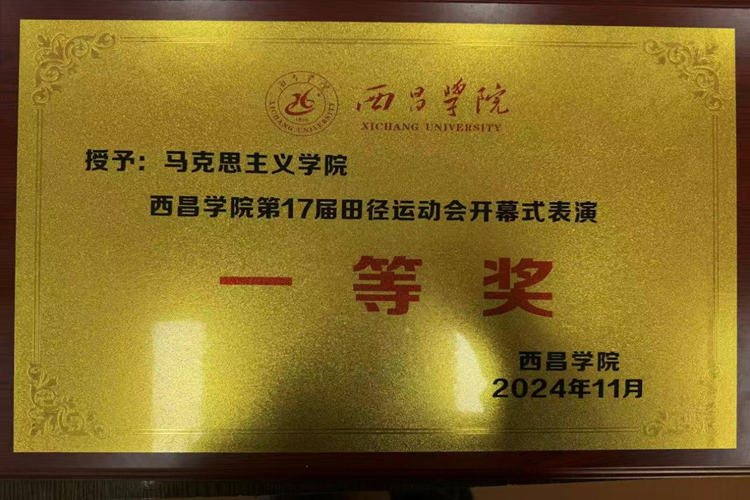 西昌学院
XICHANG UNIVERSITY
XICHANG UNIVERSITY
授予：马克思主义学院
西昌学院第17届田径运动会开幕式表演
一等奖
西昌学院
2024年11月